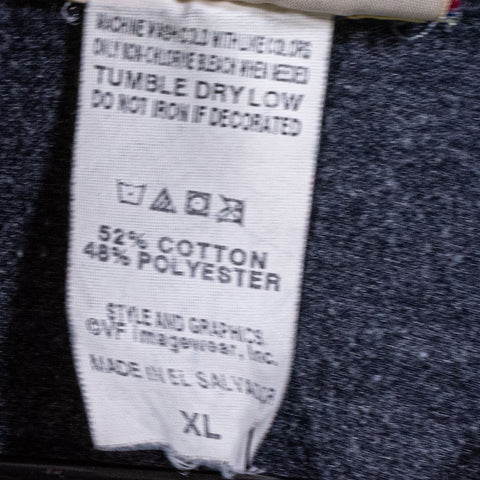 MACHINE WASH COLD WITH LIKE COLORS
ONLY NON-CHLORINE BLEACH WHEN NEEDED
TUMBLE DRY LOW
DO NOT IRON IF DECORATED
52% COTTON
48% POLYESTER
STYLE AND GRAPHICS
©VF Imagewear, Inc.
MADE IN EL SALVADOR
XL